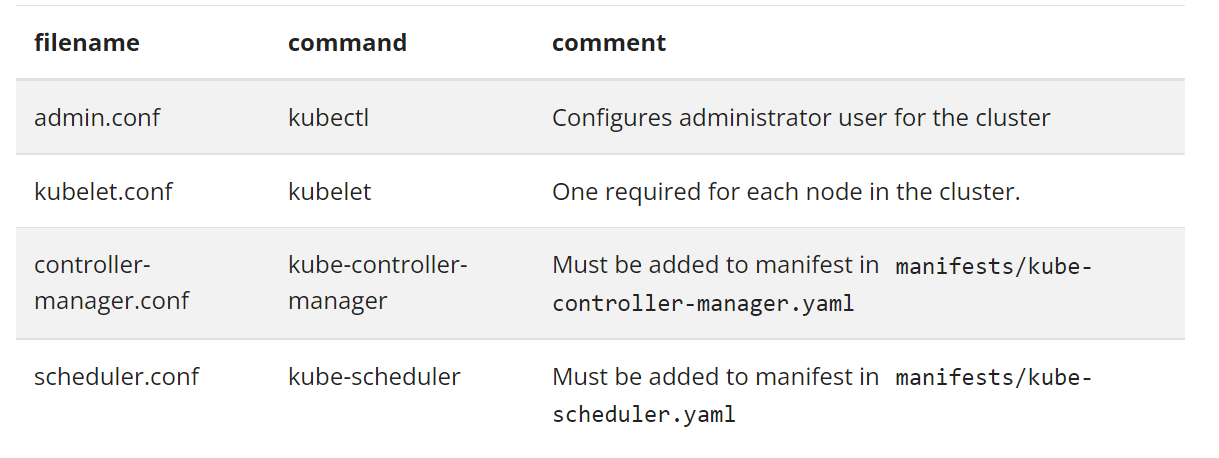 filename command comment
admin.conf kubectl Configures administrator user for the cluster
kubelet.conf kubelet One required for each node in the cluster.
controller- kube-controller- Must be added to manifest in manifests/kube-
manager.conf manager controller-manager.yaml
scheduler.conf kube-scheduler Must be added to manifest in manifests/kube-
scheduler.yaml